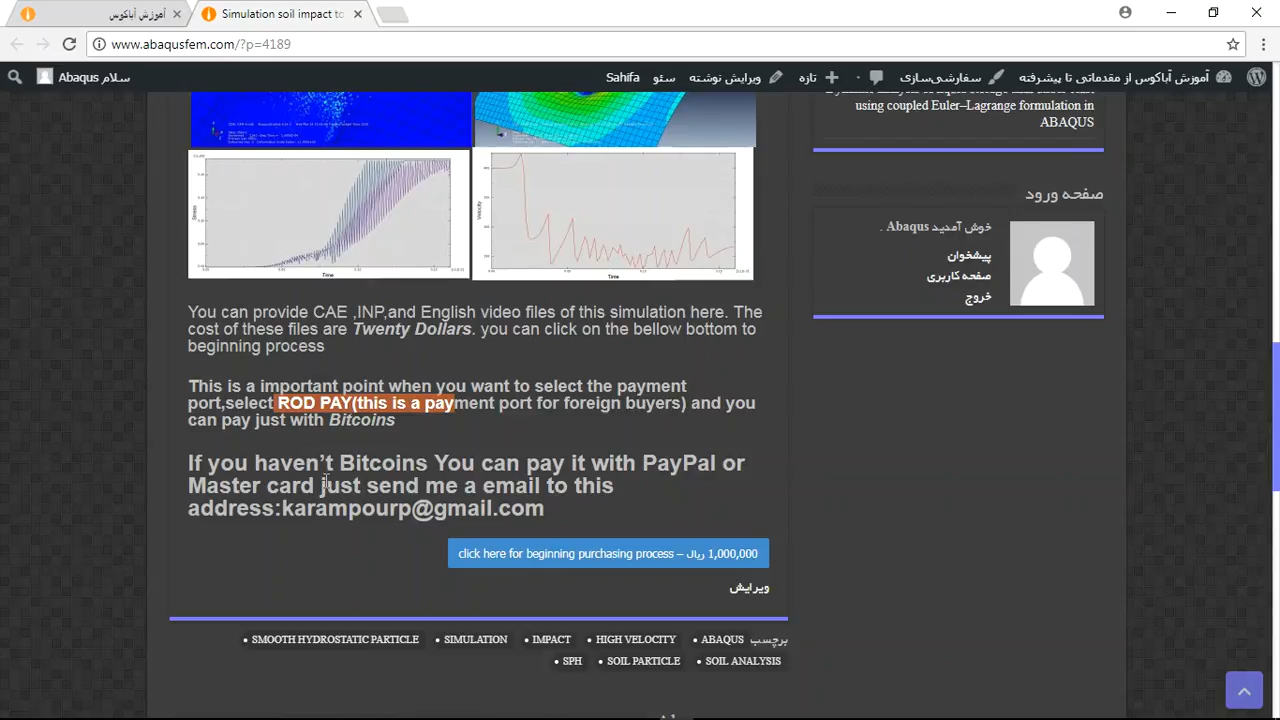 آموزش آباکوس
Simulation soil impact to
www.abaqusfem.com/?p=4189
سلام Abaqus
Sahifa
سئو
ویرایش نوشته
تازه
سفارشی‌سازی
آموزش آباکوس از مقدماتی تا پیشرفته
using coupled Euler–Lagrange formulation in
ABAQUS
صفحه ورود
خوش آمدید Abaqus .
پیشخوان
صفحه کاربری
خروج
Stress
Time
Velocity
Time
You can provide CAE ,INP,and English video files of this simulation here. The
cost of these files are Twenty Dollars. you can click on the bellow bottom to
beginning process
This is a important point when you want to select the payment
port,select ROD PAY(this is a payment port for foreign buyers) and you
can pay just with Bitcoins
If you haven’t Bitcoins You can pay it with PayPal or
Master card just send me a email to this
address:karampourp@gmail.com
click here for beginning purchasing process – 1,000,000 ریال
ویرایش
برچسب ABAQUS • HIGH VELOCITY • IMPACT • SIMULATION • SMOOTH HYDROSTATIC PARTICLE •
SOIL ANALYSIS • SOIL PARTICLE • SPH •